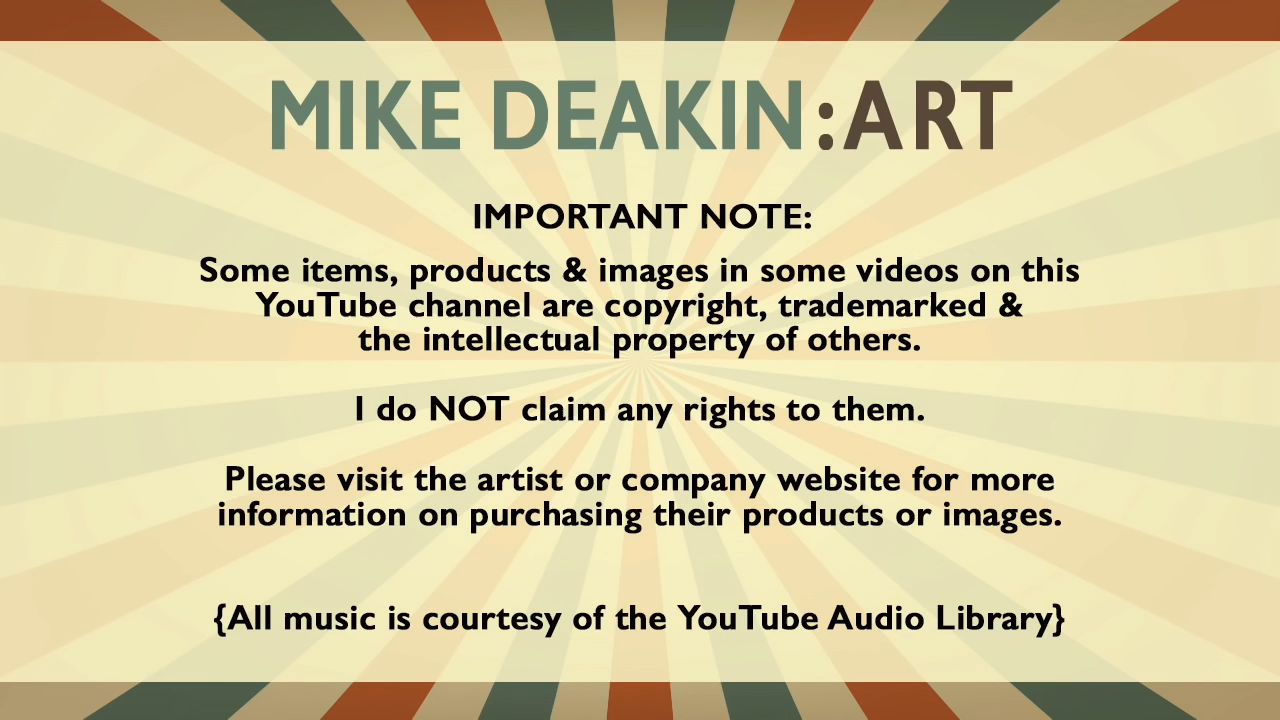 MIKE DEAKIN:ART
IMPORTANT NOTE:
Some items, products & images in some videos on this
YouTube channel are copyright, trademarked &
the intellectual property of others.
I do NOT claim any rights to them.
Please visit the artist or company website for more
information on purchasing their products or images.
{All music is courtesy of the YouTube Audio Library}